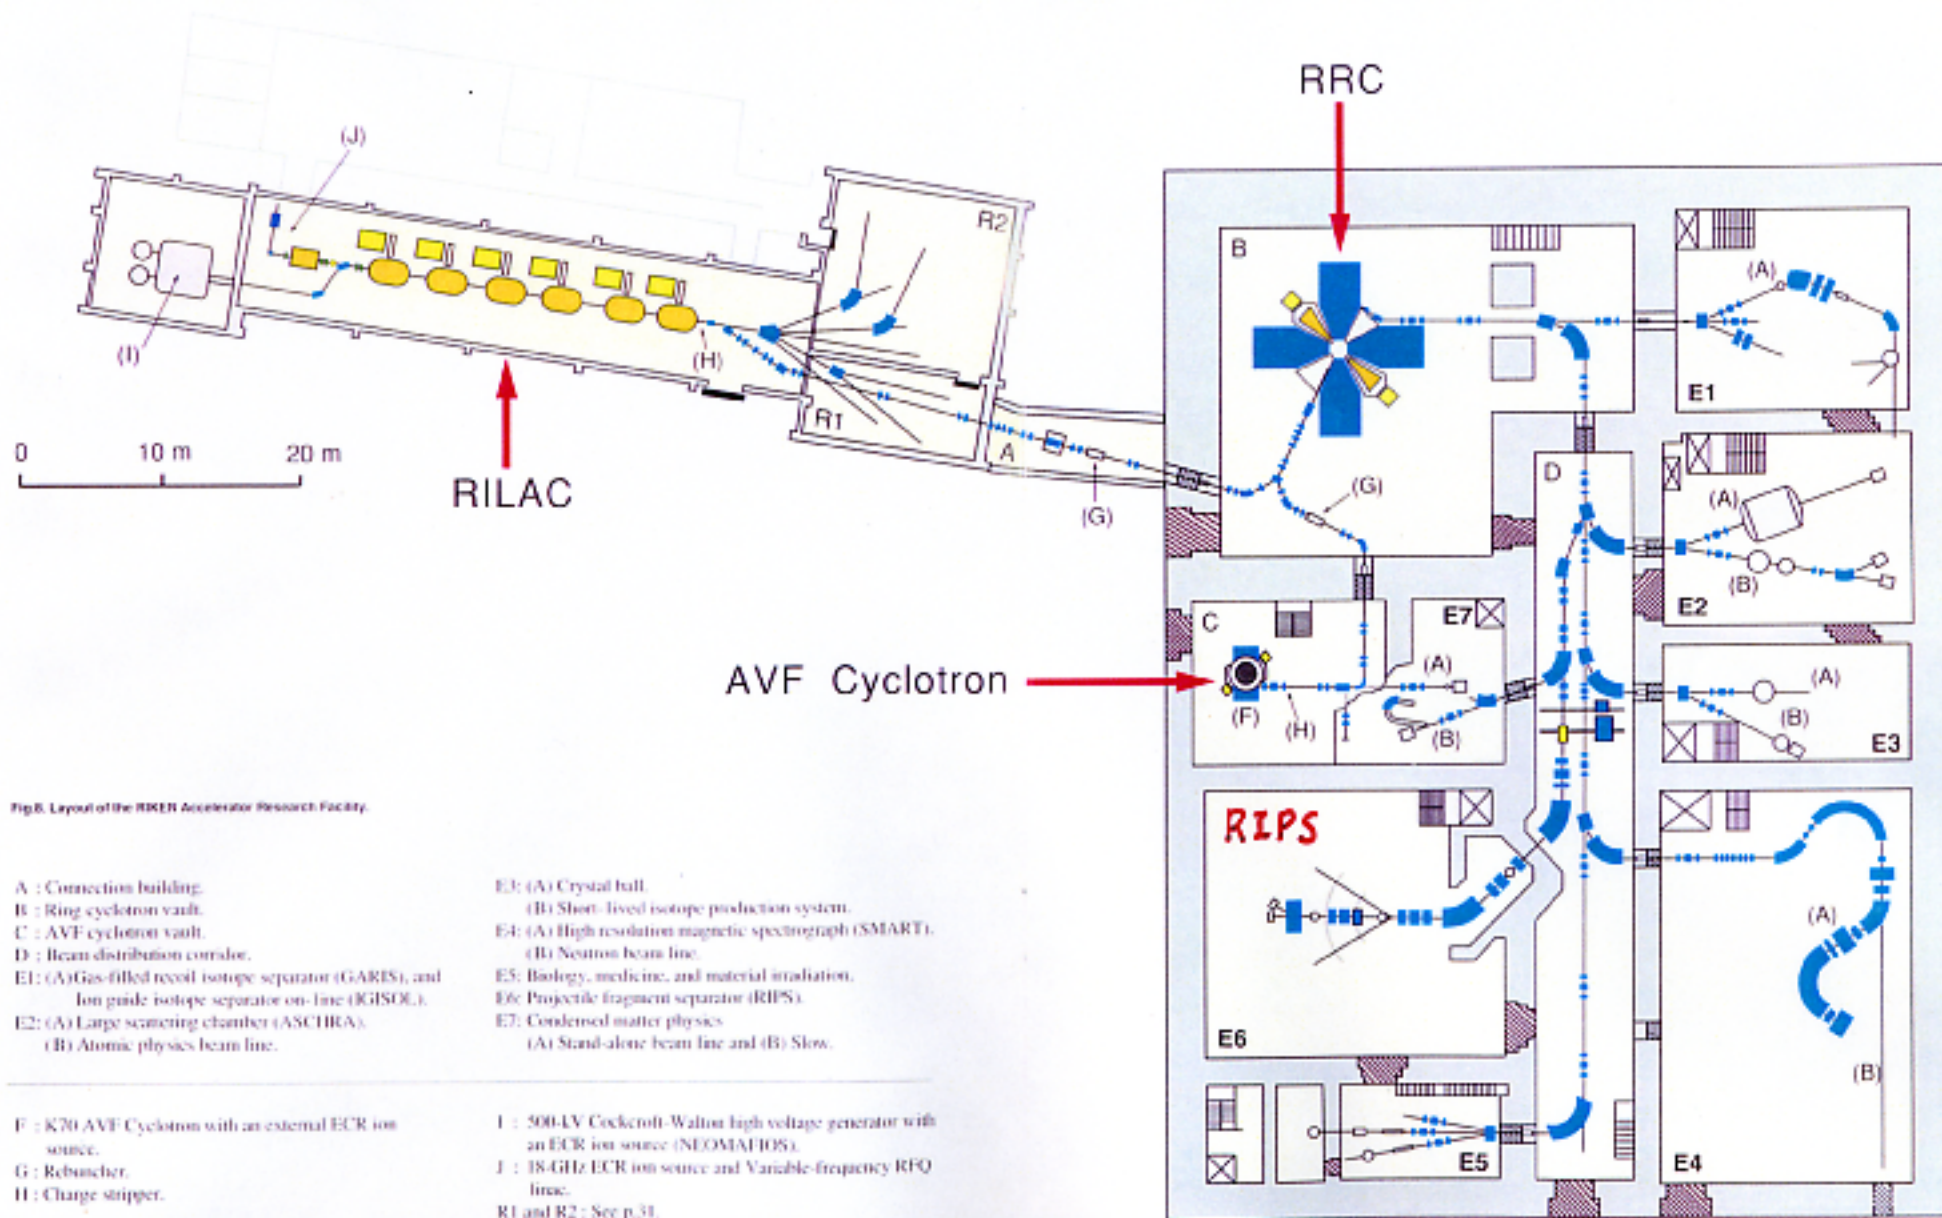 RRC
(J)
R2
B
(A)
(I)
(H)
E1
R1
A
0 10 m 20 m
RILAC
(G)
(G)
D
(A)
(B)
E2
C
E7
(A)
AVF Cyclotron
(F)
(H)
(B)
(A)
(B)
E3
RIPS
(A)
E6
(B)
E5
E4
Fig.8. Layout of the RIKEN Accelerator Research Facility.
A : Connection building.
B : Ring cyclotron vault.
C : AVF cyclotron vault.
D : Beam distribution corridor.
E1: (A)Gas-filled recoil isotope separator (GARIS), and
Ion guide isotope separator on-line (IGISOL).
E2: (A) Large scattering chamber (ASCHRA).
(B) Atomic physics beam line.
E3: (A) Crystal ball.
(B) Short-lived isotope production system.
E4: (A) High resolution magnetic spectrograph (SMART).
(B) Neutron beam line.
E5: Biology, medicine, and material irradiation.
E6: Projectile fragment separator (RIPS).
E7: Condensed matter physics
(A) Stand-alone beam line and (B) Slow.
F : K70 AVF Cyclotron with an external ECR ion
source.
G : Rebuncher.
H : Charge stripper.
I : 500-LV Cockcroft-Walton high voltage generator with
an ECR ion source (NEOMAFIOS).
J : 18-GHz ECR ion source and Variable-frequency RFQ
linac.
R1 and R2 : See p.31.